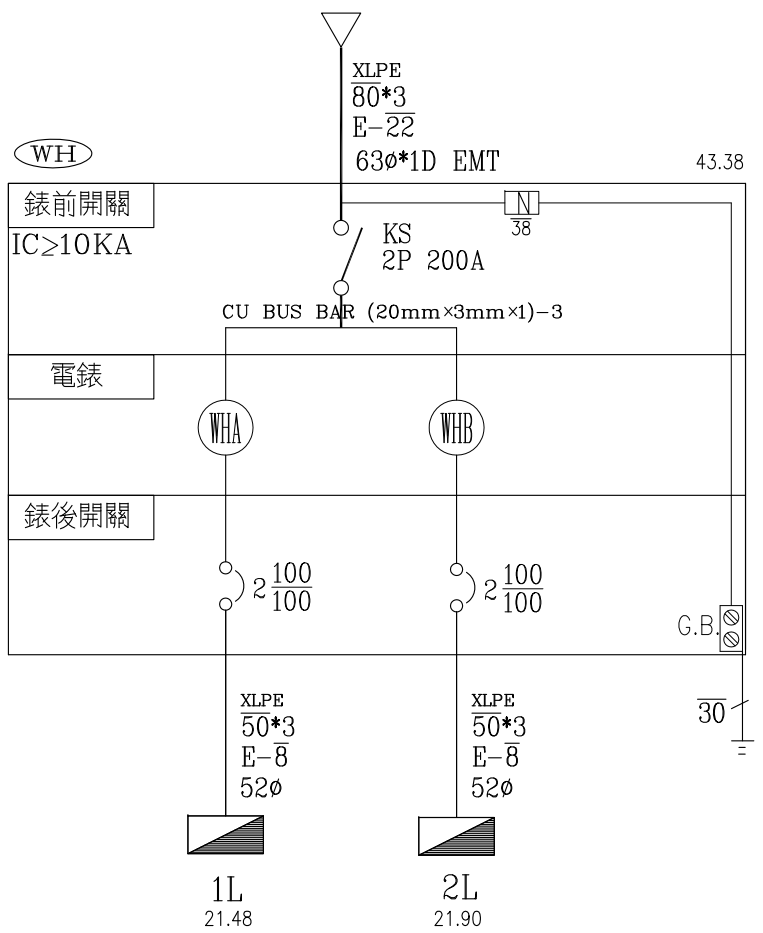 XLPE
80*3
E-22
63ø*1D EMT
WH
43.38
錶前開關
IC≥10KA
N
38
KS
2P 200A
CU BUS BAR (20mm×3mm×1)-3
電錶
WHA
WHB
錶後開關
2 100/100
2 100/100
G.B.
XLPE
50*3
E-8
52ø
XLPE
50*3
E-8
52ø
30
1L
21.48
2L
21.90